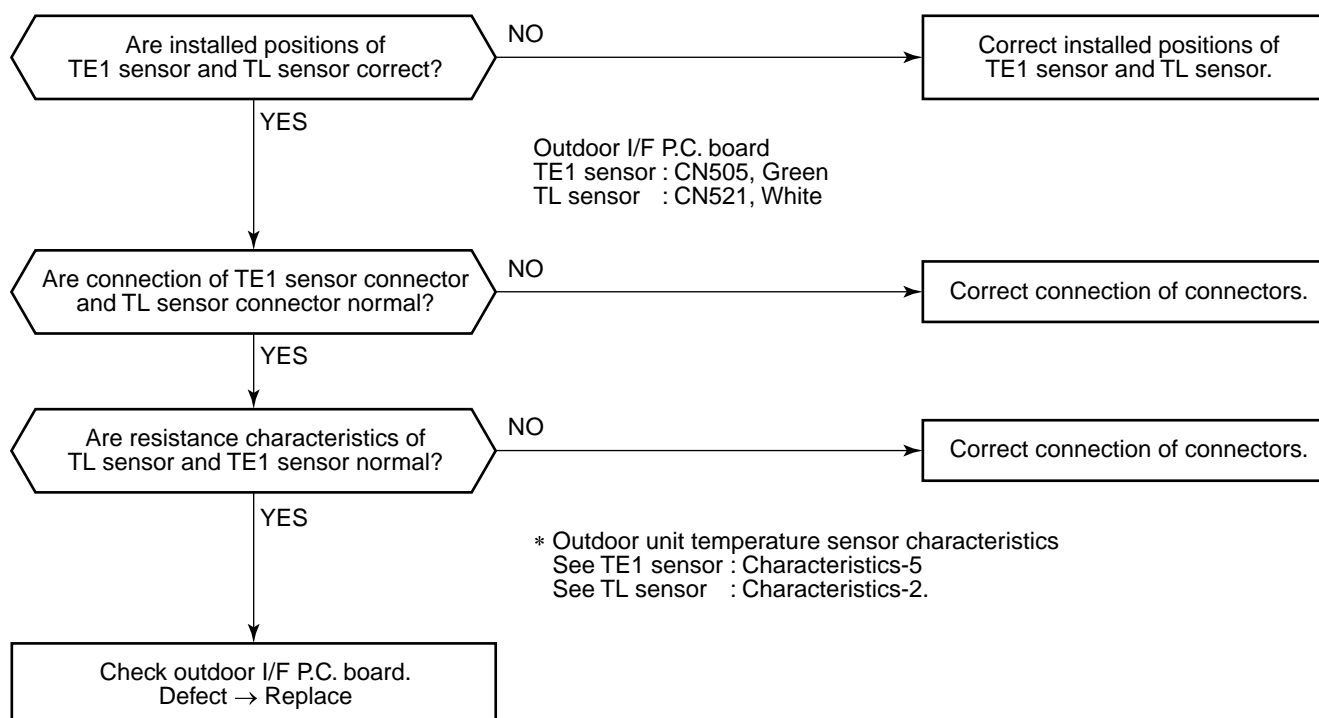 Are installed positions of
TE1 sensor and TL sensor correct?
NO
Correct installed positions of
TE1 sensor and TL sensor.
YES
Outdoor I/F P.C. board
TE1 sensor : CN505, Green
TL sensor : CN521, White
Are connection of TE1 sensor connector
and TL sensor connector normal?
NO
Correct connection of connectors.
YES
Are resistance characteristics of
TL sensor and TE1 sensor normal?
NO
Correct connection of connectors.
YES
* Outdoor unit temperature sensor characteristics
See TE1 sensor : Characteristics-5
See TL sensor : Characteristics-2.
Check outdoor I/F P.C. board.
Defect → Replace